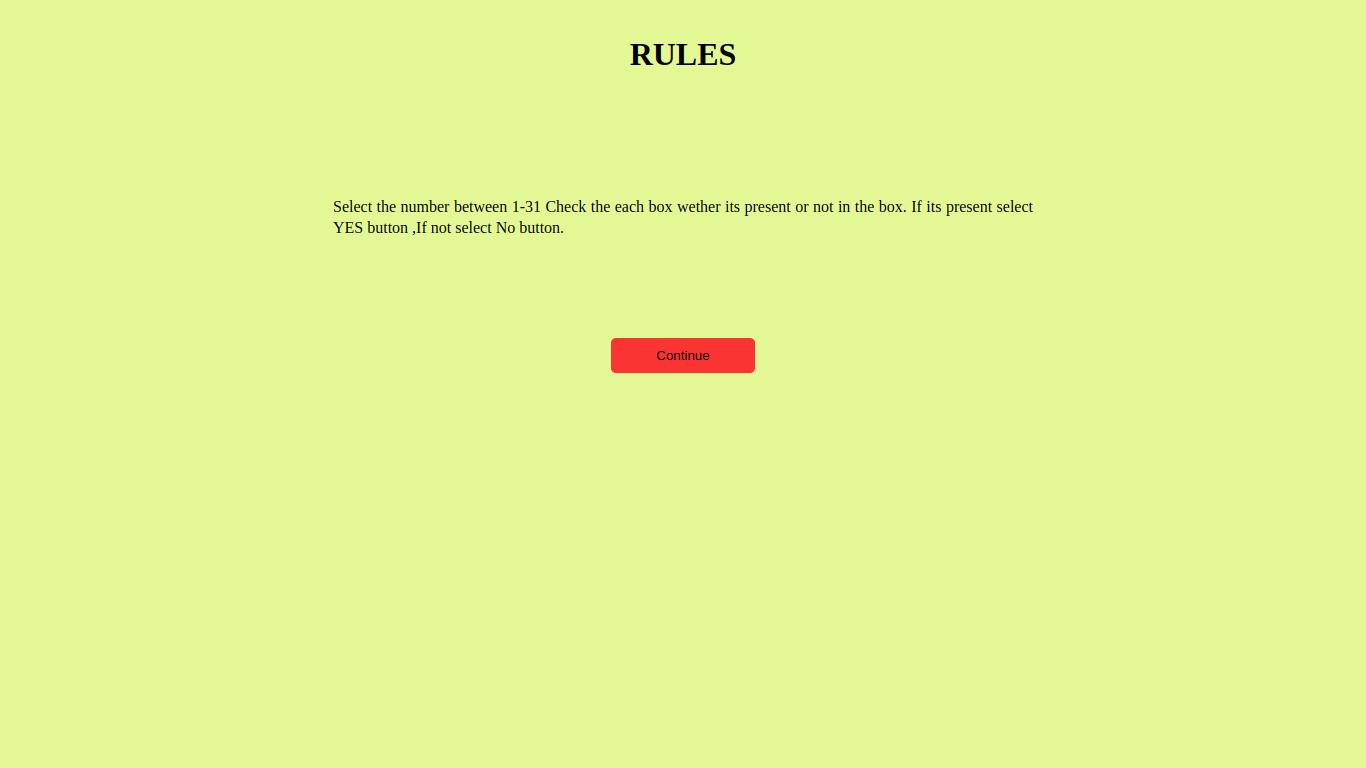 RULES
Select the number between 1-31 Check the each box wether its present or not in the box. If its present select
YES button ,If not select No button.
Continue